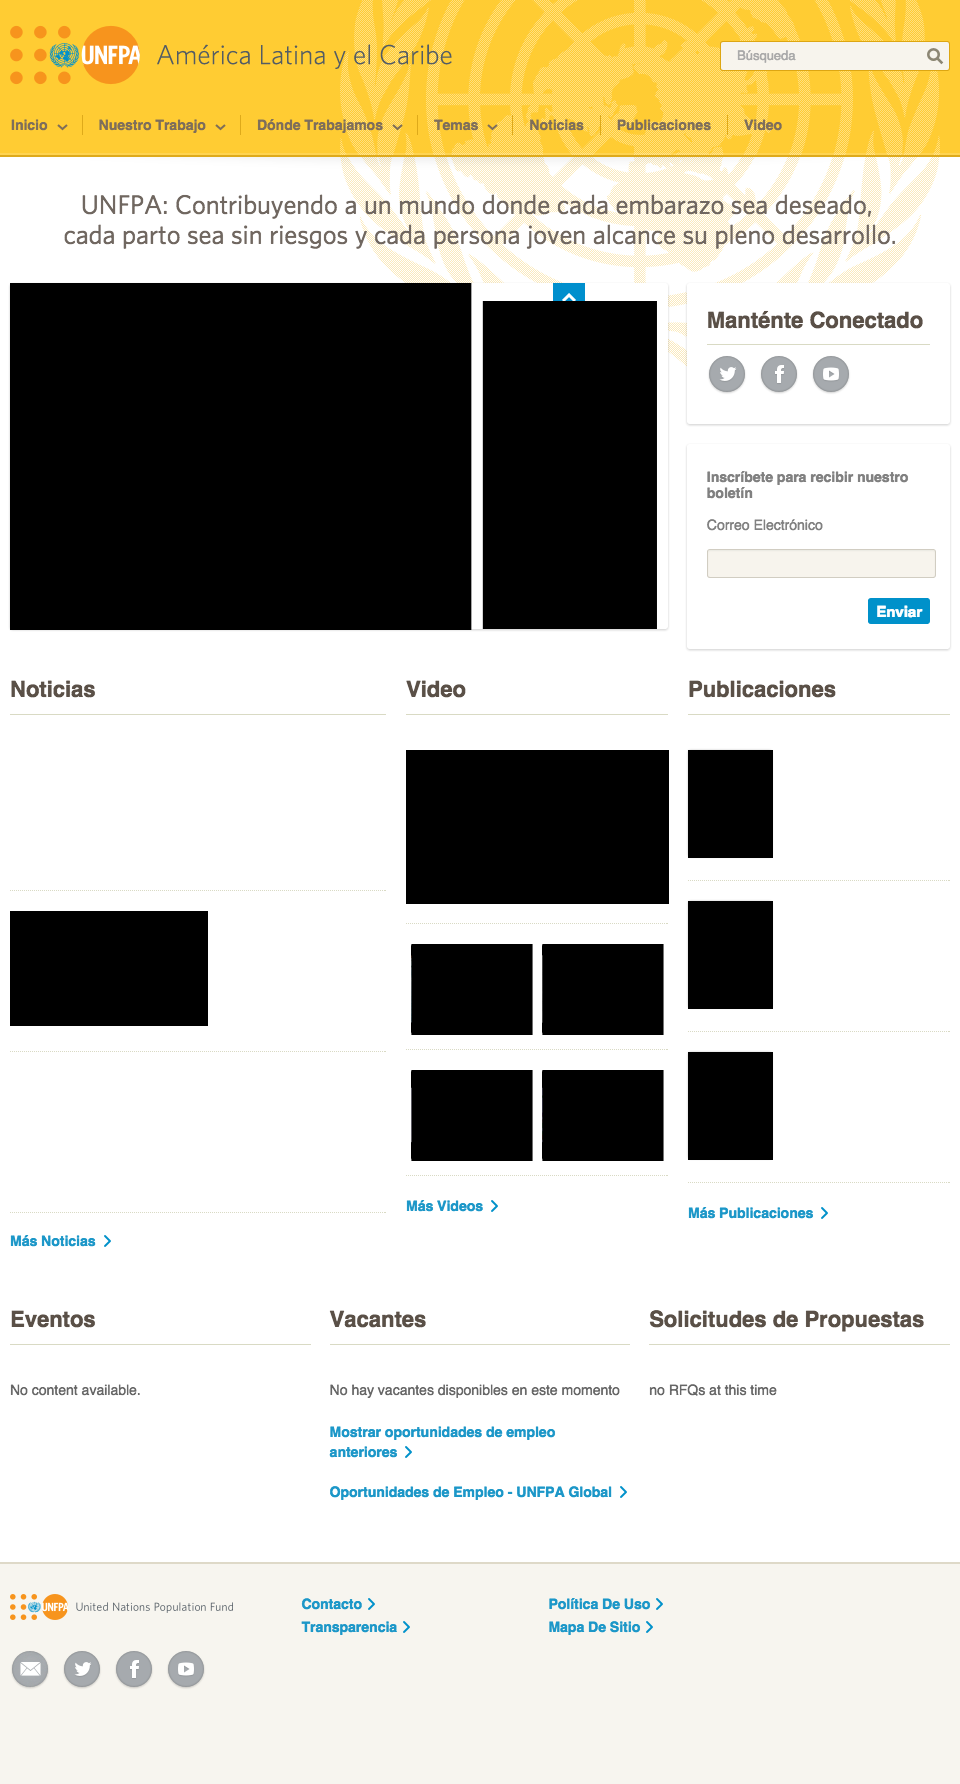 UNFPA
América Latina y el Caribe
Búsqueda
Inicio
Nuestro Trabajo
Dónde Trabajamos
Temas
Noticias
Publicaciones
Video
UNFPA: Contribuyendo a un mundo donde cada embarazo sea deseado,
cada parto sea sin riesgos y cada persona joven alcance su pleno desarrollo.
Manténte Conectado
Inscríbete para recibir nuestro
boletín
Correo Electrónico
Enviar
Noticias
Más Noticias
Video
Más Videos
Publicaciones
Más Publicaciones
Eventos
No content available.
Vacantes
No hay vacantes disponibles en este momento
Mostrar oportunidades de empleo
anteriores
Oportunidades de Empleo - UNFPA Global
Solicitudes de Propuestas
no RFQs at this time
UNFPA
United Nations Population Fund
Contacto
Transparencia
Política De Uso
Mapa De Sitio